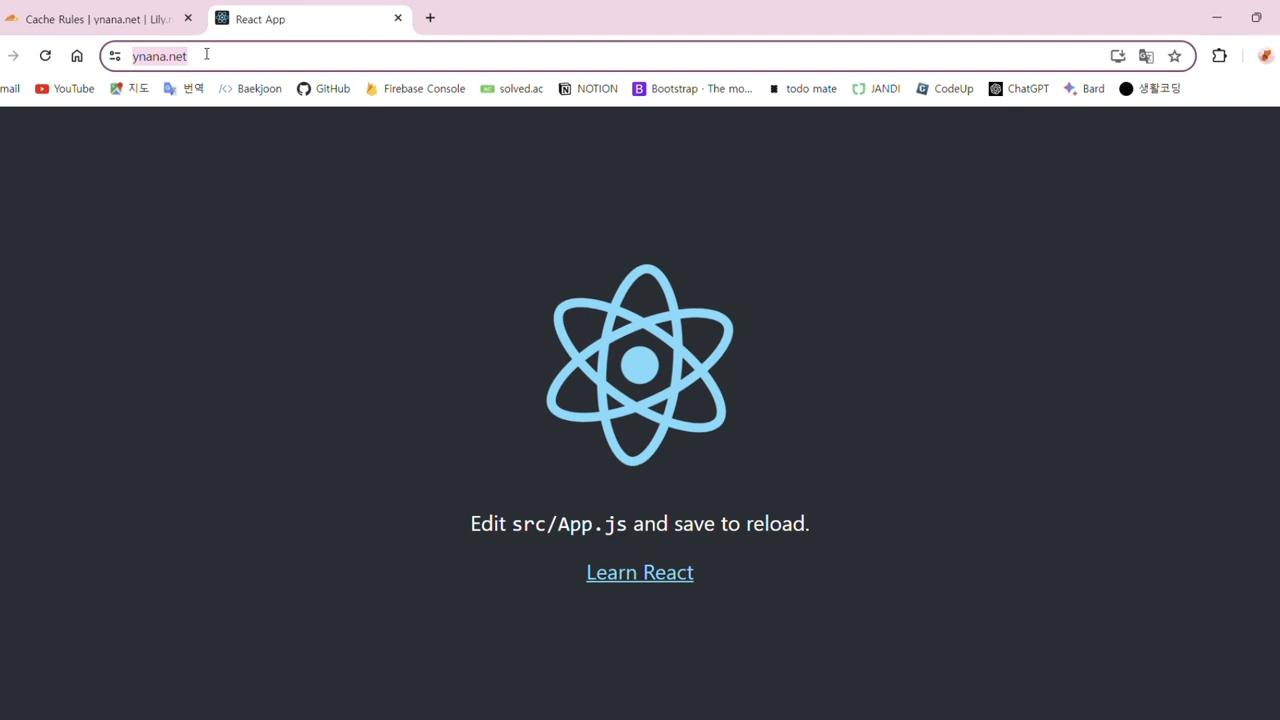 Cache Rules | ynana.net | Lily.n
React App
ynana.net
mail YouTube 지도 번역 </> Baekjoon GitHub Firebase Console AC solved.ac NOTION B Bootstrap · The mo... todo mate JANDI CodeUp ChatGPT Bard 생활코딩
Edit src/App.js and save to reload.
Learn React